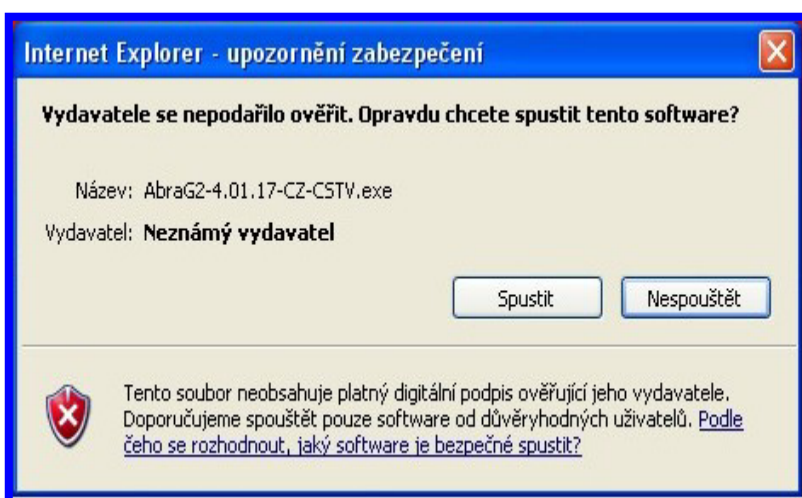 Internet Explorer - upozornění zabezpečení
Vydavatele se nepodařilo ověřit. Opravdu chcete spustit tento software?
Název: AbraG2-4.01.17-CZ-CSTV.exe
Vydavatel: Neznámý vydavatel
Spustit Nespouštět
Tento soubor neobsahuje platný digitální podpis ověřující jeho vydavatele.
Doporučujeme spouštět pouze software od důvěryhodných uživatelů. Podle
čeho se rozhodnout, jaký software je bezpečné spustit?